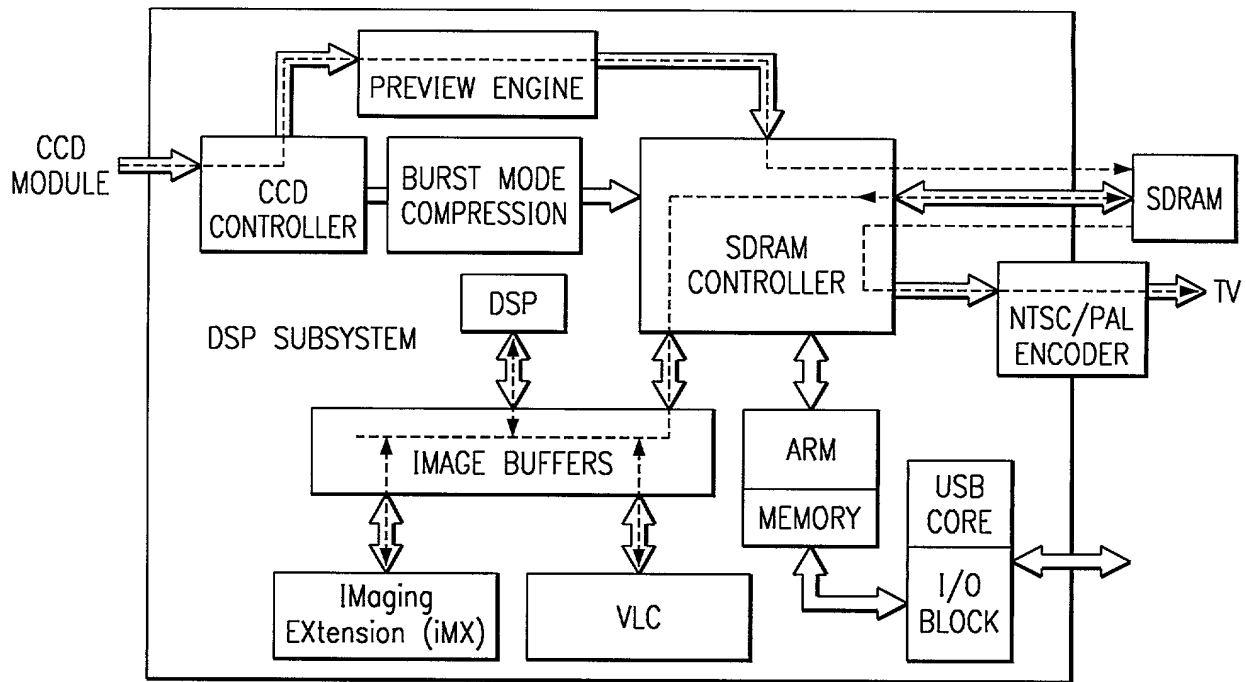 PREVIEW ENGINE
CCD
MODULE
CCD
CONTROLLER
BURST MODE
COMPRESSION
SDRAM
CONTROLLER
SDRAM
NTSC/PAL
ENCODER
TV
DSP
DSP SUBSYSTEM
IMAGE BUFFERS
ARM
MEMORY
USB
CORE
I/O
BLOCK
IMaging
EXtension (iMX)
VLC